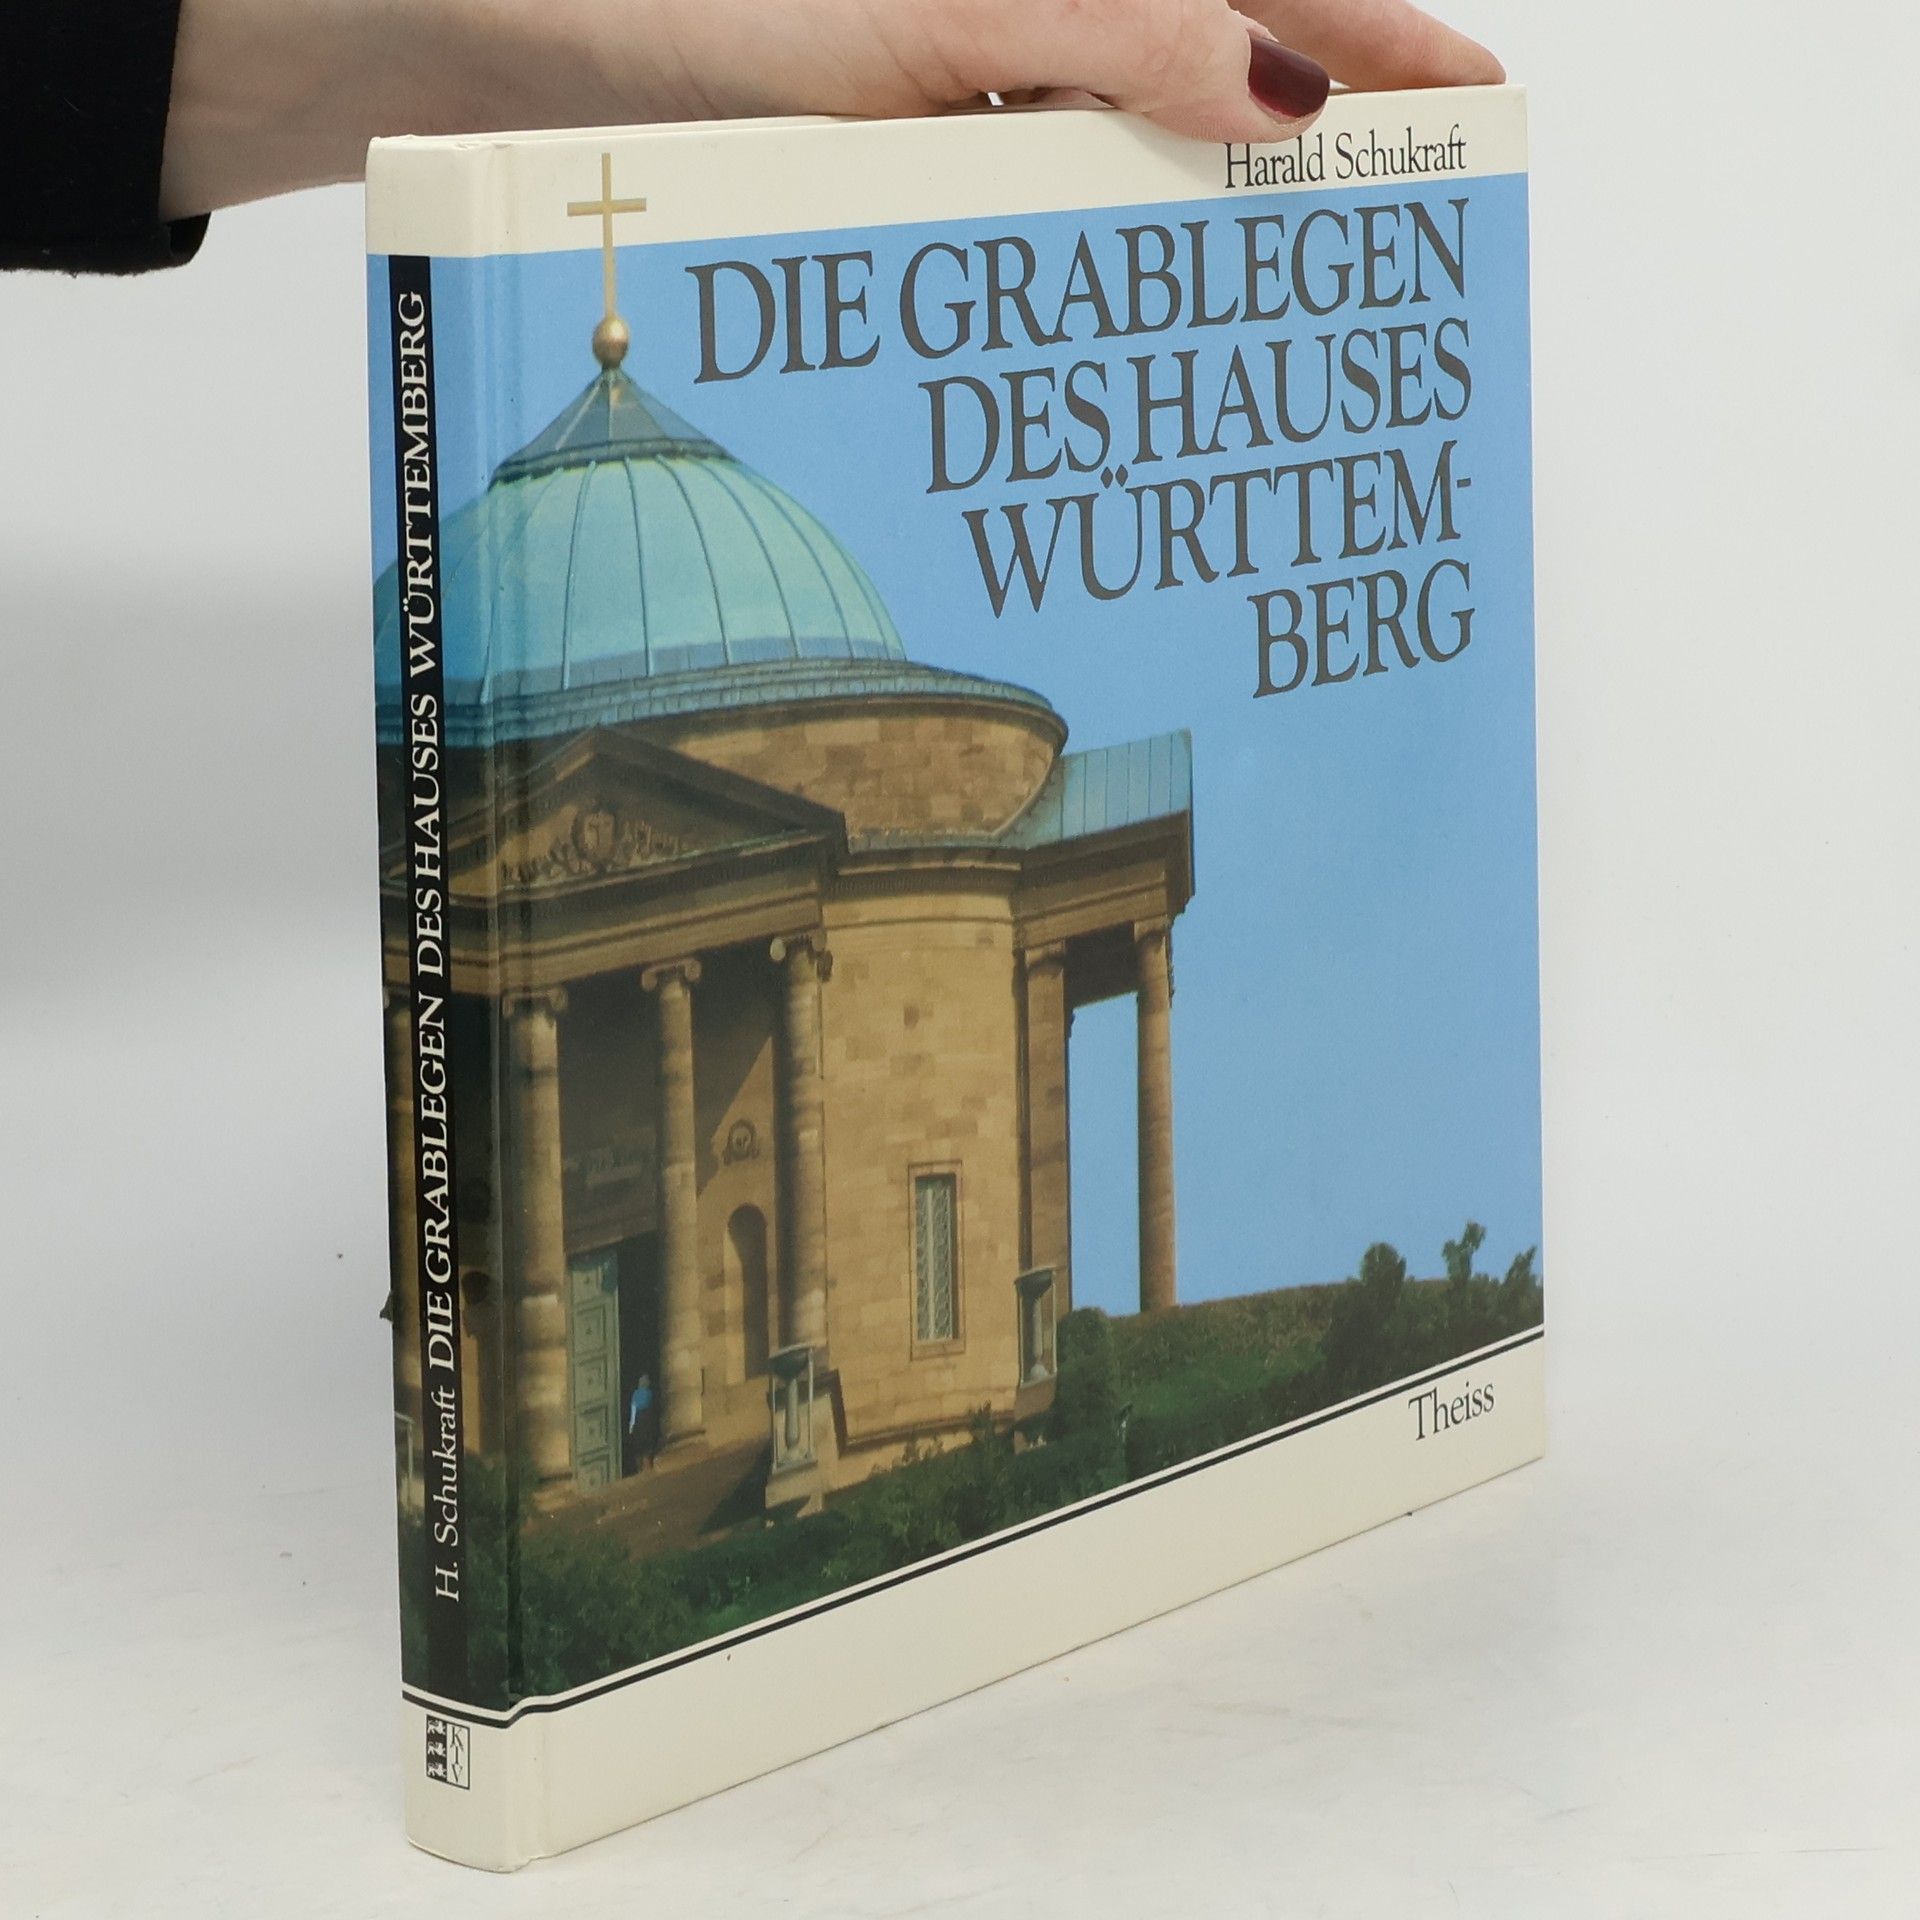 Harald Schukraft
DIE GRABLEGEN
DES HAUSES
WÜRTTEM-
BERG
Theiss
H. Schukraft DIE GRABLEGEN DES HAUSES WÜRTTEMBERG
KTV